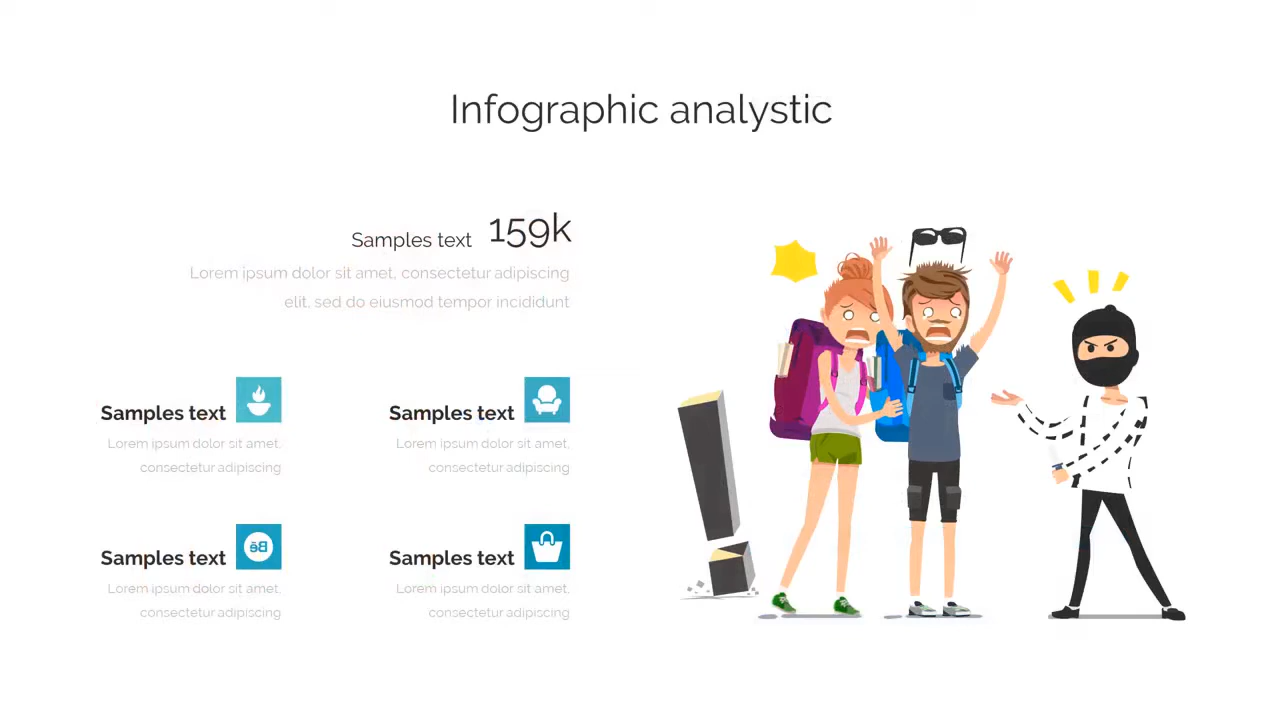 Infographic analystic
Samples text 159k
Lorem ipsum dolor sit amet, consectetur adipiscing
elit, sed do eiusmod tempor incididunt
Samples text
Lorem ipsum dolor sit amet,
consectetur adipiscing
Samples text
Lorem ipsum dolor sit amet,
consectetur adipiscing
Samples text
Lorem ipsum dolor sit amet,
consectetur adipiscing
Samples text
Lorem ipsum dolor sit amet,
consectetur adipiscing